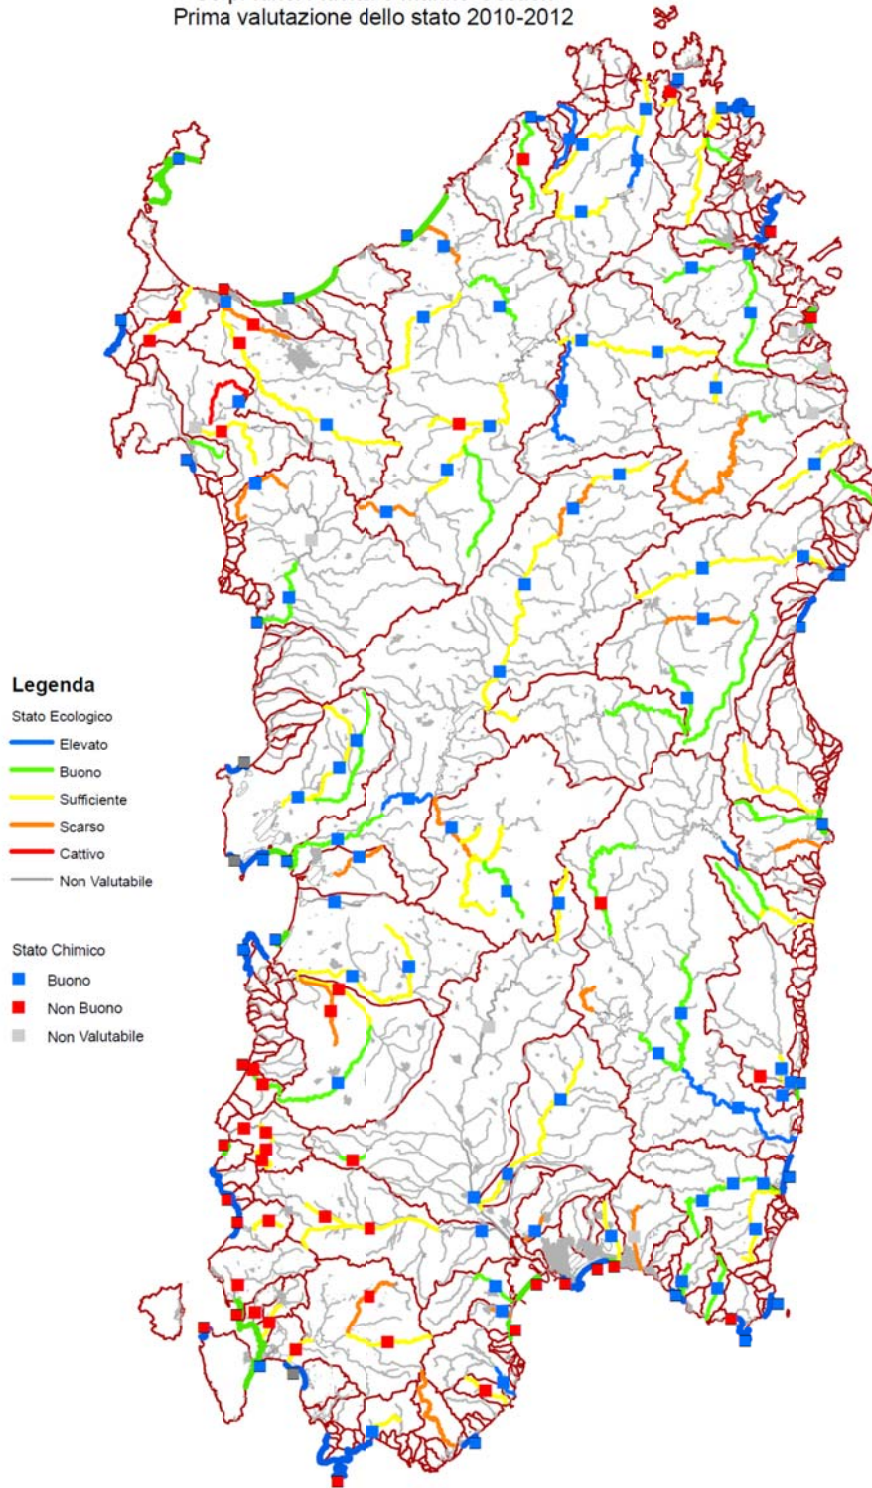 Prima valutazione dello stato 2010-2012
Legenda
Stato Ecologico
Elevato
Buono
Sufficiente
Scarso
Cattivo
Non Valutabile
Stato Chimico
Buono
Non Buono
Non Valutabile